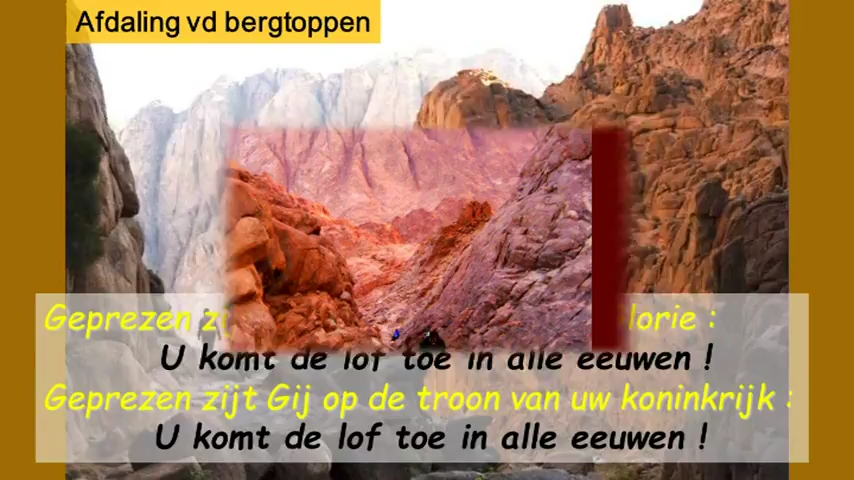 Afdaling vd bergtoppen
Geprezen lorie :
U komt de lof toe in alle eeuwen !
Geprezen zijt Gij op de troon van uw koninkrijk :
U komt de lof toe in alle eeuwen !